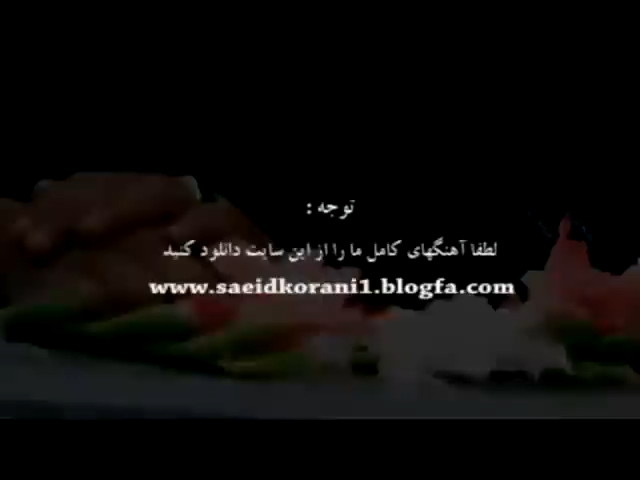 توجه :
لطفا آهنگهای کامل ما را از این سایت دانلود کنید
www.saeidkorani1.blogfa.com